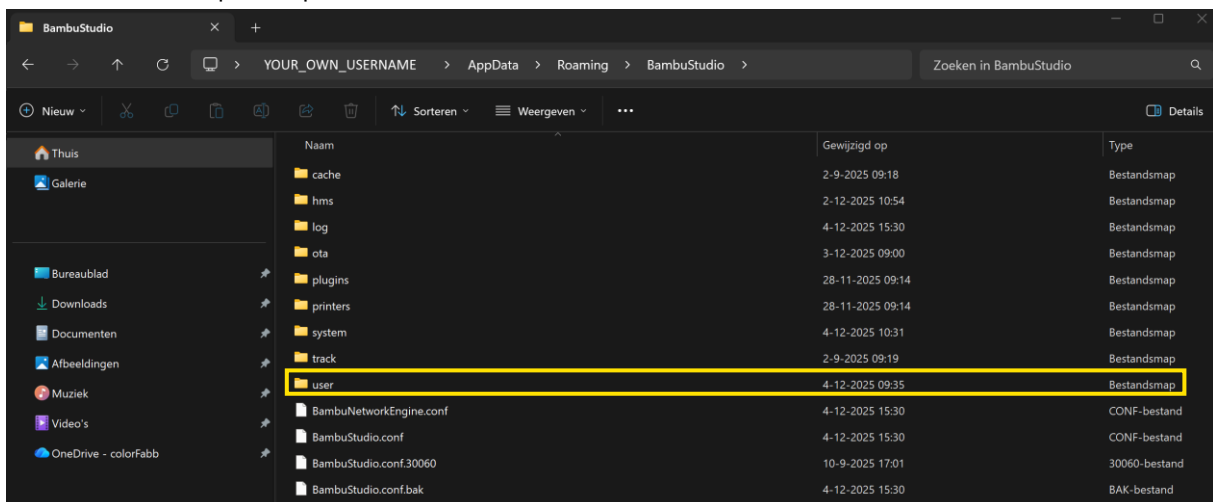 BambuStudio
YOUR_OWN_USERNAME > AppData > Roaming > BambuStudio >
Zoeken in BambuStudio
Nieuw
Sorteren
Weergeven
Details
Thuis
Galerie
Bureaublad
Downloads
Documenten
Afbeeldingen
Muziek
Video's
OneDrive - colorFabb
Naam Gewijzigd op Type
cache 2-9-2025 09:18 Bestandsmap
hms 2-12-2025 10:54 Bestandsmap
log 4-12-2025 15:30 Bestandsmap
ota 3-12-2025 09:00 Bestandsmap
plugins 28-11-2025 09:14 Bestandsmap
printers 28-11-2025 09:14 Bestandsmap
system 4-12-2025 10:31 Bestandsmap
track 2-9-2025 09:19 Bestandsmap
user 4-12-2025 09:35 Bestandsmap
BambuNetworkEngine.conf 4-12-2025 15:30 CONF-bestand
BambuStudio.conf 4-12-2025 15:30 CONF-bestand
BambuStudio.conf.30060 10-9-2025 17:01 30060-bestand
BambuStudio.conf.bak 4-12-2025 15:30 BAK-bestand